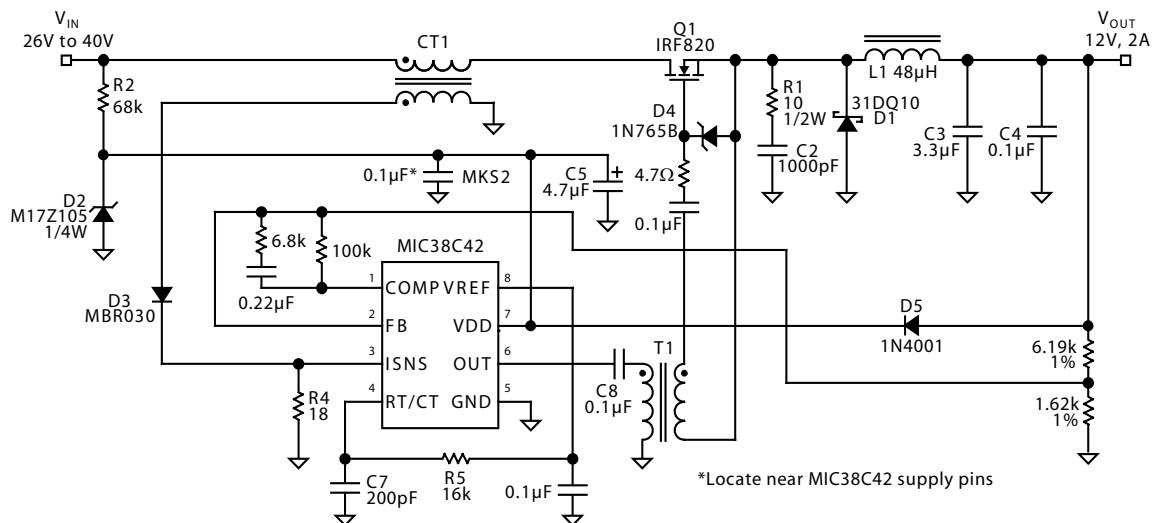 VIN
26V to 40V
CT1
Q1
IRF820
VOUT
12V, 2A
R2
68k
L1 48µH
R1
10
1/2W
31DQ10
D1
D4
1N765B
C2
1000pF
C3
3.3µF
C4
0.1µF
0.1µF*
MKS2
C5
4.7µF
+
4.7Ω
0.1µF
D2
M17Z105
1/4W
6.8k
100k
MIC38C42
0.22µF
1
COMP
VREF
8
2
FB
VDD
7
3
ISNS
OUT
6
4
RT/CT
GND
5
D3
MBR030
D5
1N4001
T1
6.19k
1%
R4
18
C8
0.1µF
1.62k
1%
C7
200pF
R5
16k
0.1µF
*Locate near MIC38C42 supply pins